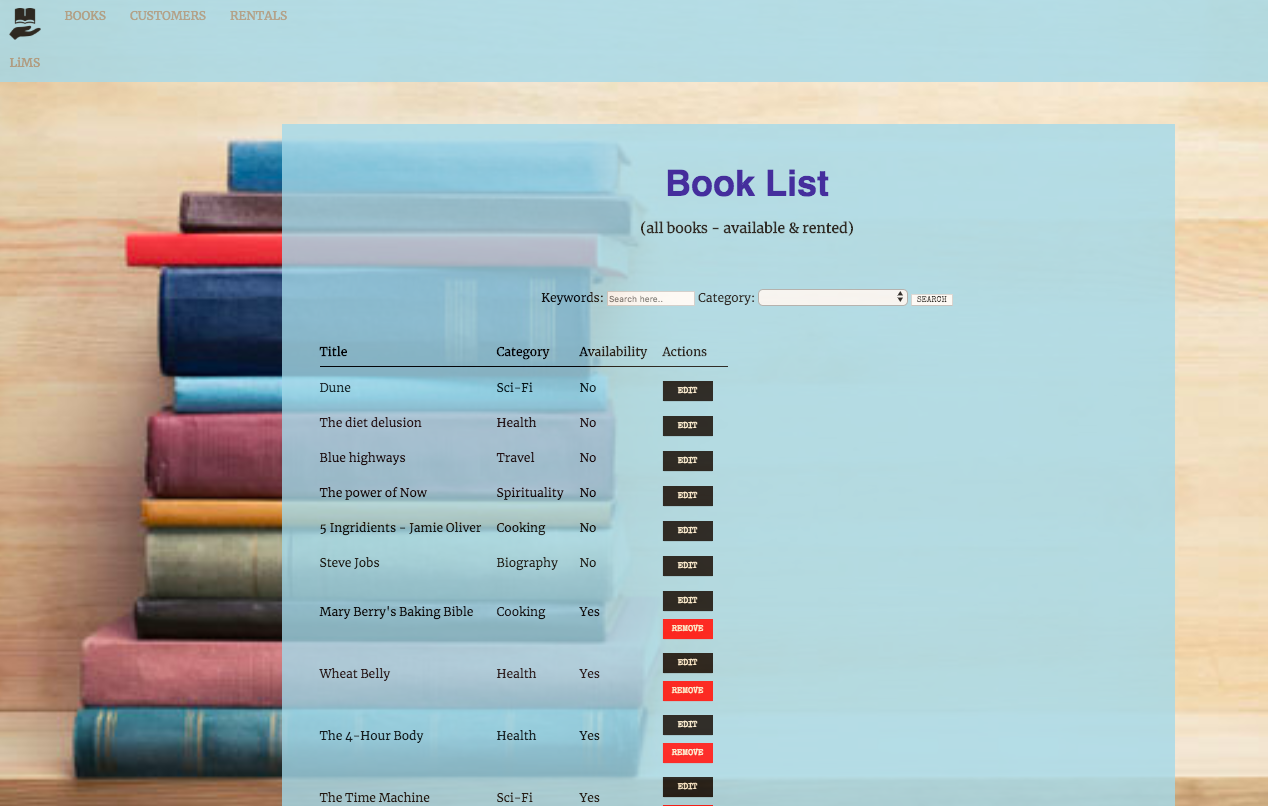 BOOKS CUSTOMERS RENTALS
LiMS
Book List
(all books - available & rented)
Keywords: Search here.. Category: SEARCH
Title Category Availability Actions
Dune Sci-Fi No EDIT
The diet delusion Health No EDIT
Blue highways Travel No EDIT
The power of Now Spirituality No EDIT
5 Ingridients - Jamie Oliver Cooking No EDIT
Steve Jobs Biography No EDIT
Mary Berry's Baking Bible Cooking Yes EDIT
REMOVE
Wheat Belly Health Yes EDIT
REMOVE
The 4-Hour Body Health Yes EDIT
REMOVE
The Time Machine Sci-Fi Yes EDIT